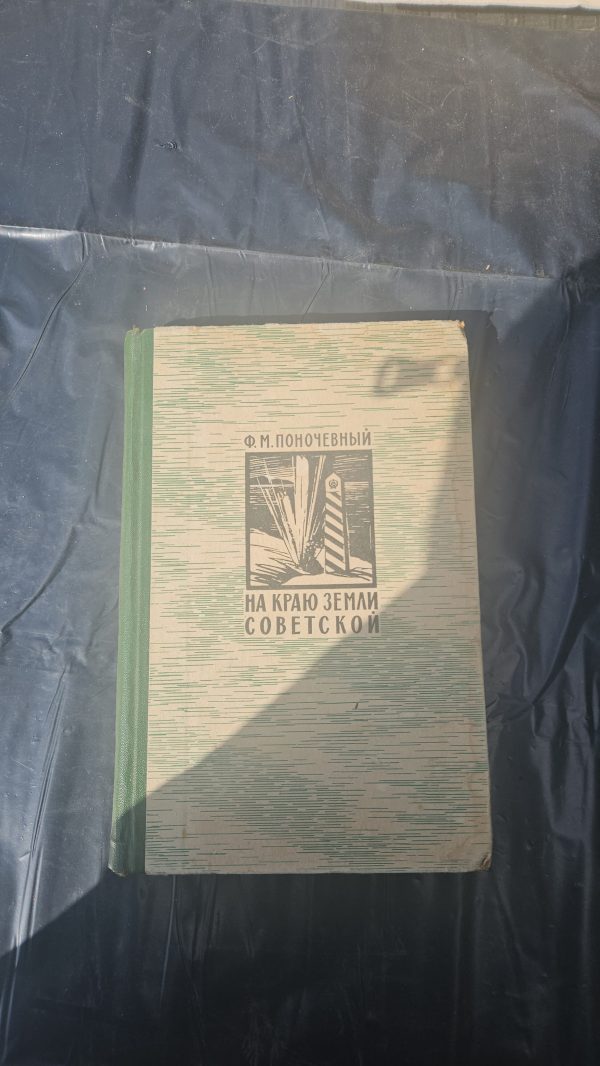 Ф. М. ПОНОЧЕВНЫЙ
НА КРАЮ ЗЕМЛИ
СОВЕТСКОЙ